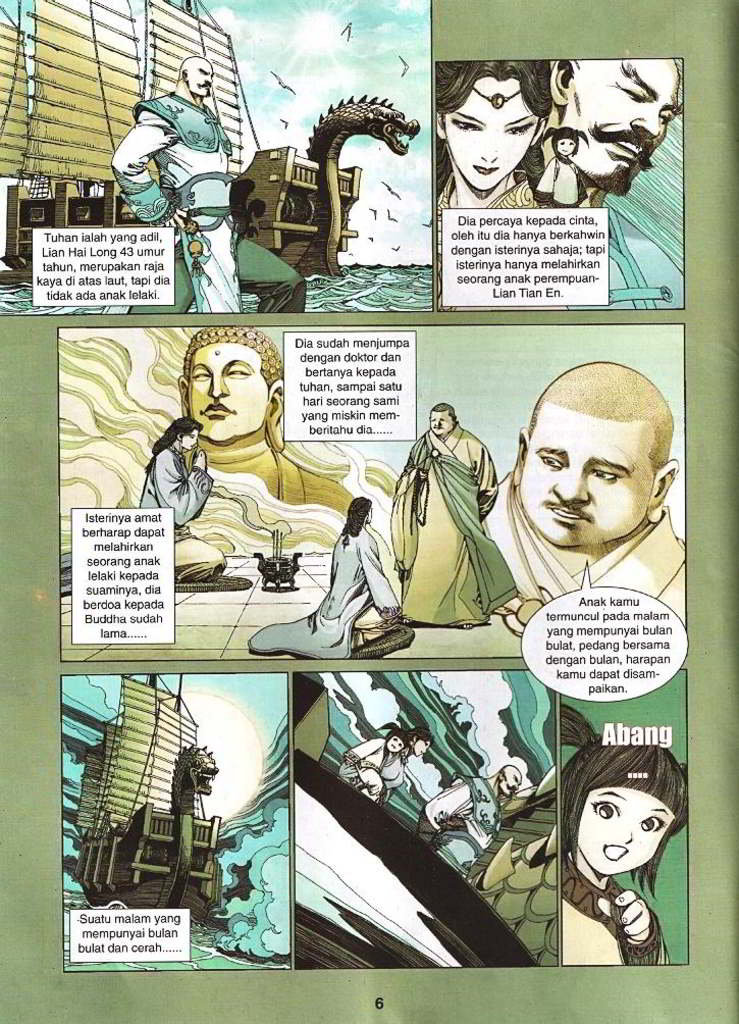 Tuhan ialah yang adil,
Lian Hai Long 43 umur
tahun, merupakan raja
kaya di atas laut, tapi dia
tidak ada anak lelaki.
Dia percaya kepada cinta,
oleh itu dia hanya berkahwin
dengan isterinya sahaja; tapi
isterinya hanya melahirkan
seorang anak perempuan-
Lian Tian En.
Dia sudah menjumpa
dengan doktor dan
bertanya kepada
tuhan, sampai satu
hari seorang sami
yang miskin mem-
beritahu dia......
Isterinya amat
berharap dapat
melahirkan
seorang anak
lelaki kepada
suaminya, dia
berdoa kepada
Buddha sudah
lama......
Anak kamu
termuncul pada malam
yang mempunyai bulan
bulat, pedang bersama
dengan bulan, harapan
kamu dapat disam-
paikan.
-Suatu malam yang
mempunyai bulan
bulat dan cerah......
Abang
....
6